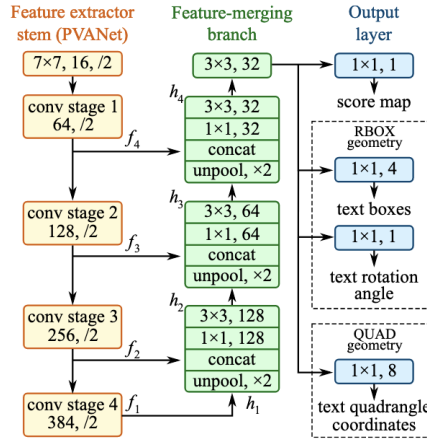 Feature extractor
stem (PVANet)
7×7, 16, /2
conv stage 1
64, /2
f4
conv stage 2
128, /2
f3
conv stage 3
256, /2
f2
conv stage 4
384, /2
f1
Feature-merging
branch
3×3, 32
h4
3×3, 32
1×1, 32
concat
unpool, ×2
h3
3×3, 64
1×1, 64
concat
unpool, ×2
h2
3×3, 128
1×1, 128
concat
unpool, ×2
h1
Output
layer
1×1, 1
score map
RBOX
geometry
1×1, 4
text boxes
1×1, 1
text rotation
angle
QUAD
geometry
1×1, 8
text quadrangle
coordinates